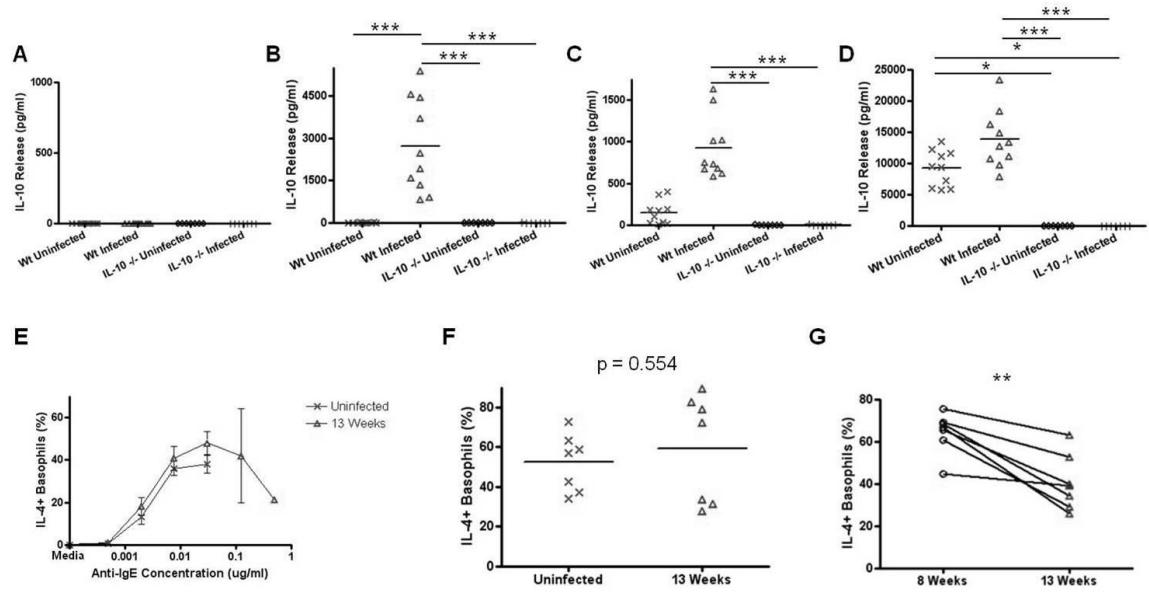 A
IL-10 Release (pg/ml)
1000
500
0
Wt Uninfected
Wt Infected
IL-10 -/- Uninfected
IL-10 -/- Infected
B
***
***
***
IL-10 Release (pg/ml)
4500
3000
1500
0
Wt Uninfected
Wt Infected
IL-10 -/- Uninfected
IL-10 -/- Infected
C
***
***
IL-10 Release (pg/ml)
1500
1000
500
0
Wt Uninfected
Wt Infected
IL-10 -/- Uninfected
IL-10 -/- Infected
D
***
***
*
*
IL-10 Release (pg/ml)
25000
20000
15000
10000
5000
0
Wt Uninfected
Wt Infected
IL-10 -/- Uninfected
IL-10 -/- Infected
E
IL-4+ Basophils (%)
60
40
20
0
Media
0.001
0.01
0.1
1
Anti-IgE Concentration (ug/ml)
Uninfected
13 Weeks
F
p = 0.554
IL-4+ Basophils (%)
80
60
40
20
0
Uninfected
13 Weeks
G
**
IL-4+ Basophils (%)
80
60
40
20
0
8 Weeks
13 Weeks